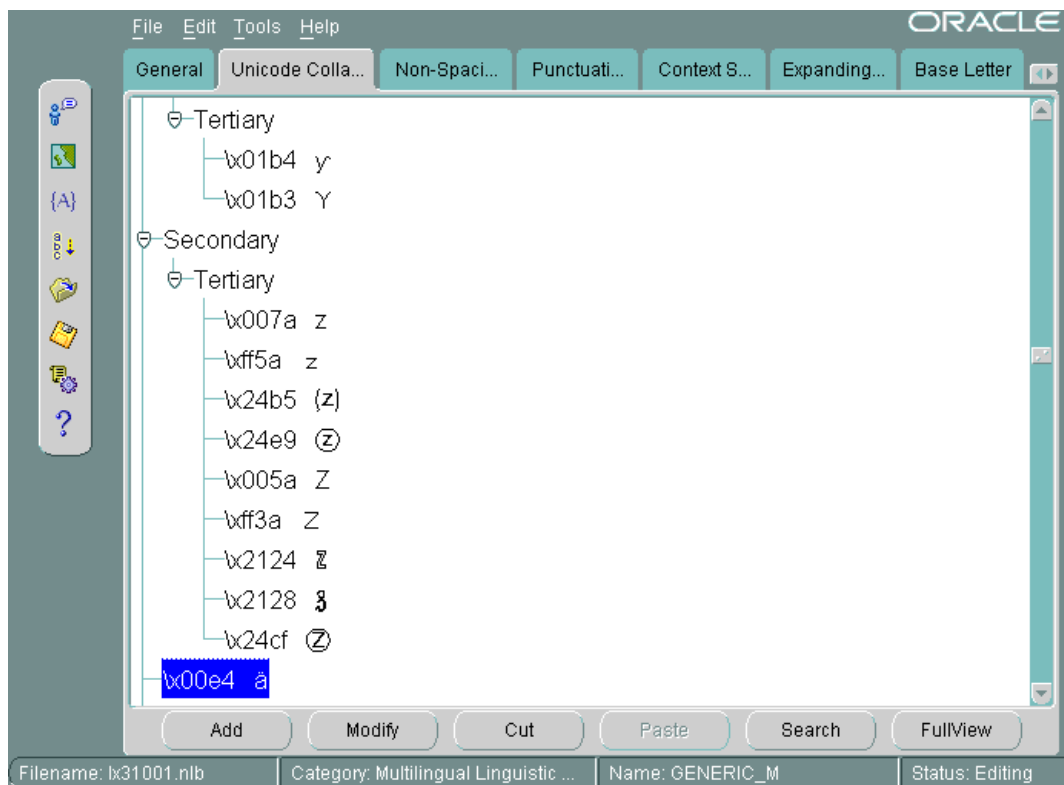 File Edit Tools Help ORACLE
General Unicode Colla... Non-Spaci... Punctuati... Context S... Expanding... Base Letter
Tertiary
\x01b4 ƴ
\x01b3 Ƴ
{A}
Secondary
a
b
c
Tertiary
\x007a z
\xff5a z
\x24b5 (z)
?
\x24e9 ⓩ
\x005a Z
\xff3a Z
\x2124 ℤ
\x2128 ℨ
\x24cf Ⓩ
\x00e4 ä
Add Modify Cut Paste Search FullView
Filename: lx31001.nlb Category: Multilingual Linguistic ... Name: GENERIC_M Status: Editing